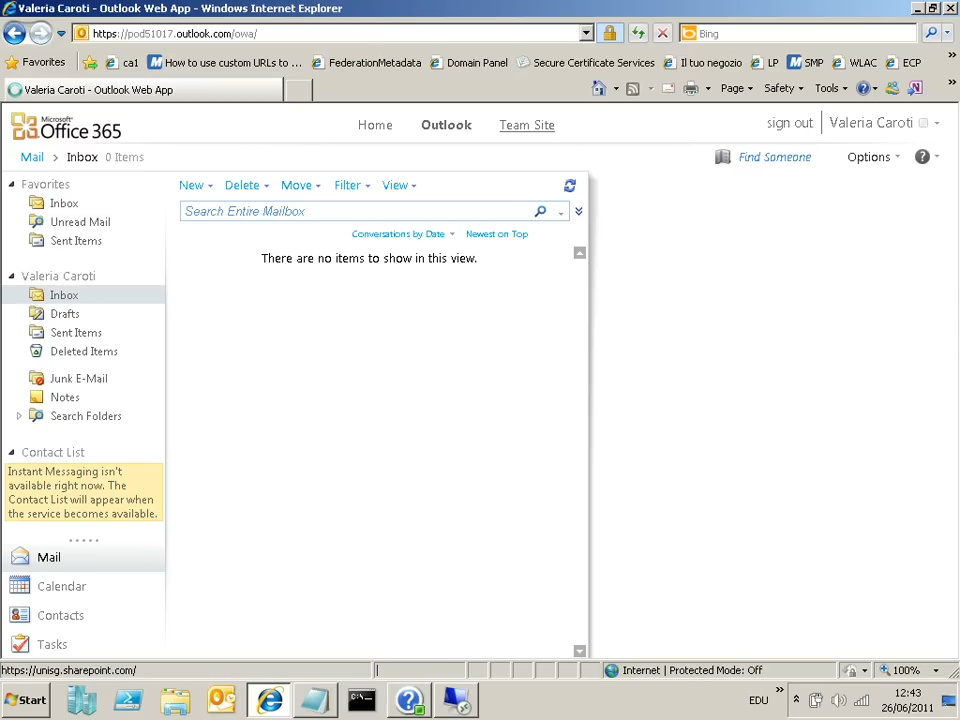 Valeria Caroti - Outlook Web App - Windows Internet Explorer
https://pod51017.outlook.com/owa/
Bing
Favorites
ca1
How to use custom URLs to ...
FederationMetadata
Domain Panel
Secure Certificate Services
Il tuo negozio
LP
SMP
WLAC
ECP
Valeria Caroti - Outlook Web App
Page
Safety
Tools
Microsoft
Office 365
Home
Outlook
Team Site
sign out
Valeria Caroti
Mail > Inbox 0 Items
Find Someone
Options
Favorites
Inbox
Unread Mail
Sent Items
Valeria Caroti
Inbox
Drafts
Sent Items
Deleted Items
Junk E-Mail
Notes
Search Folders
Contact List
Instant Messaging isn't
available right now. The
Contact List will appear when
the service becomes available.
Mail
Calendar
Contacts
Tasks
New
Delete
Move
Filter
View
Search Entire Mailbox
Conversations by Date
Newest on Top
There are no items to show in this view.
https://unisg.sharepoint.com/
Internet | Protected Mode: Off
100%
Start
EDU
12:43
26/06/2011